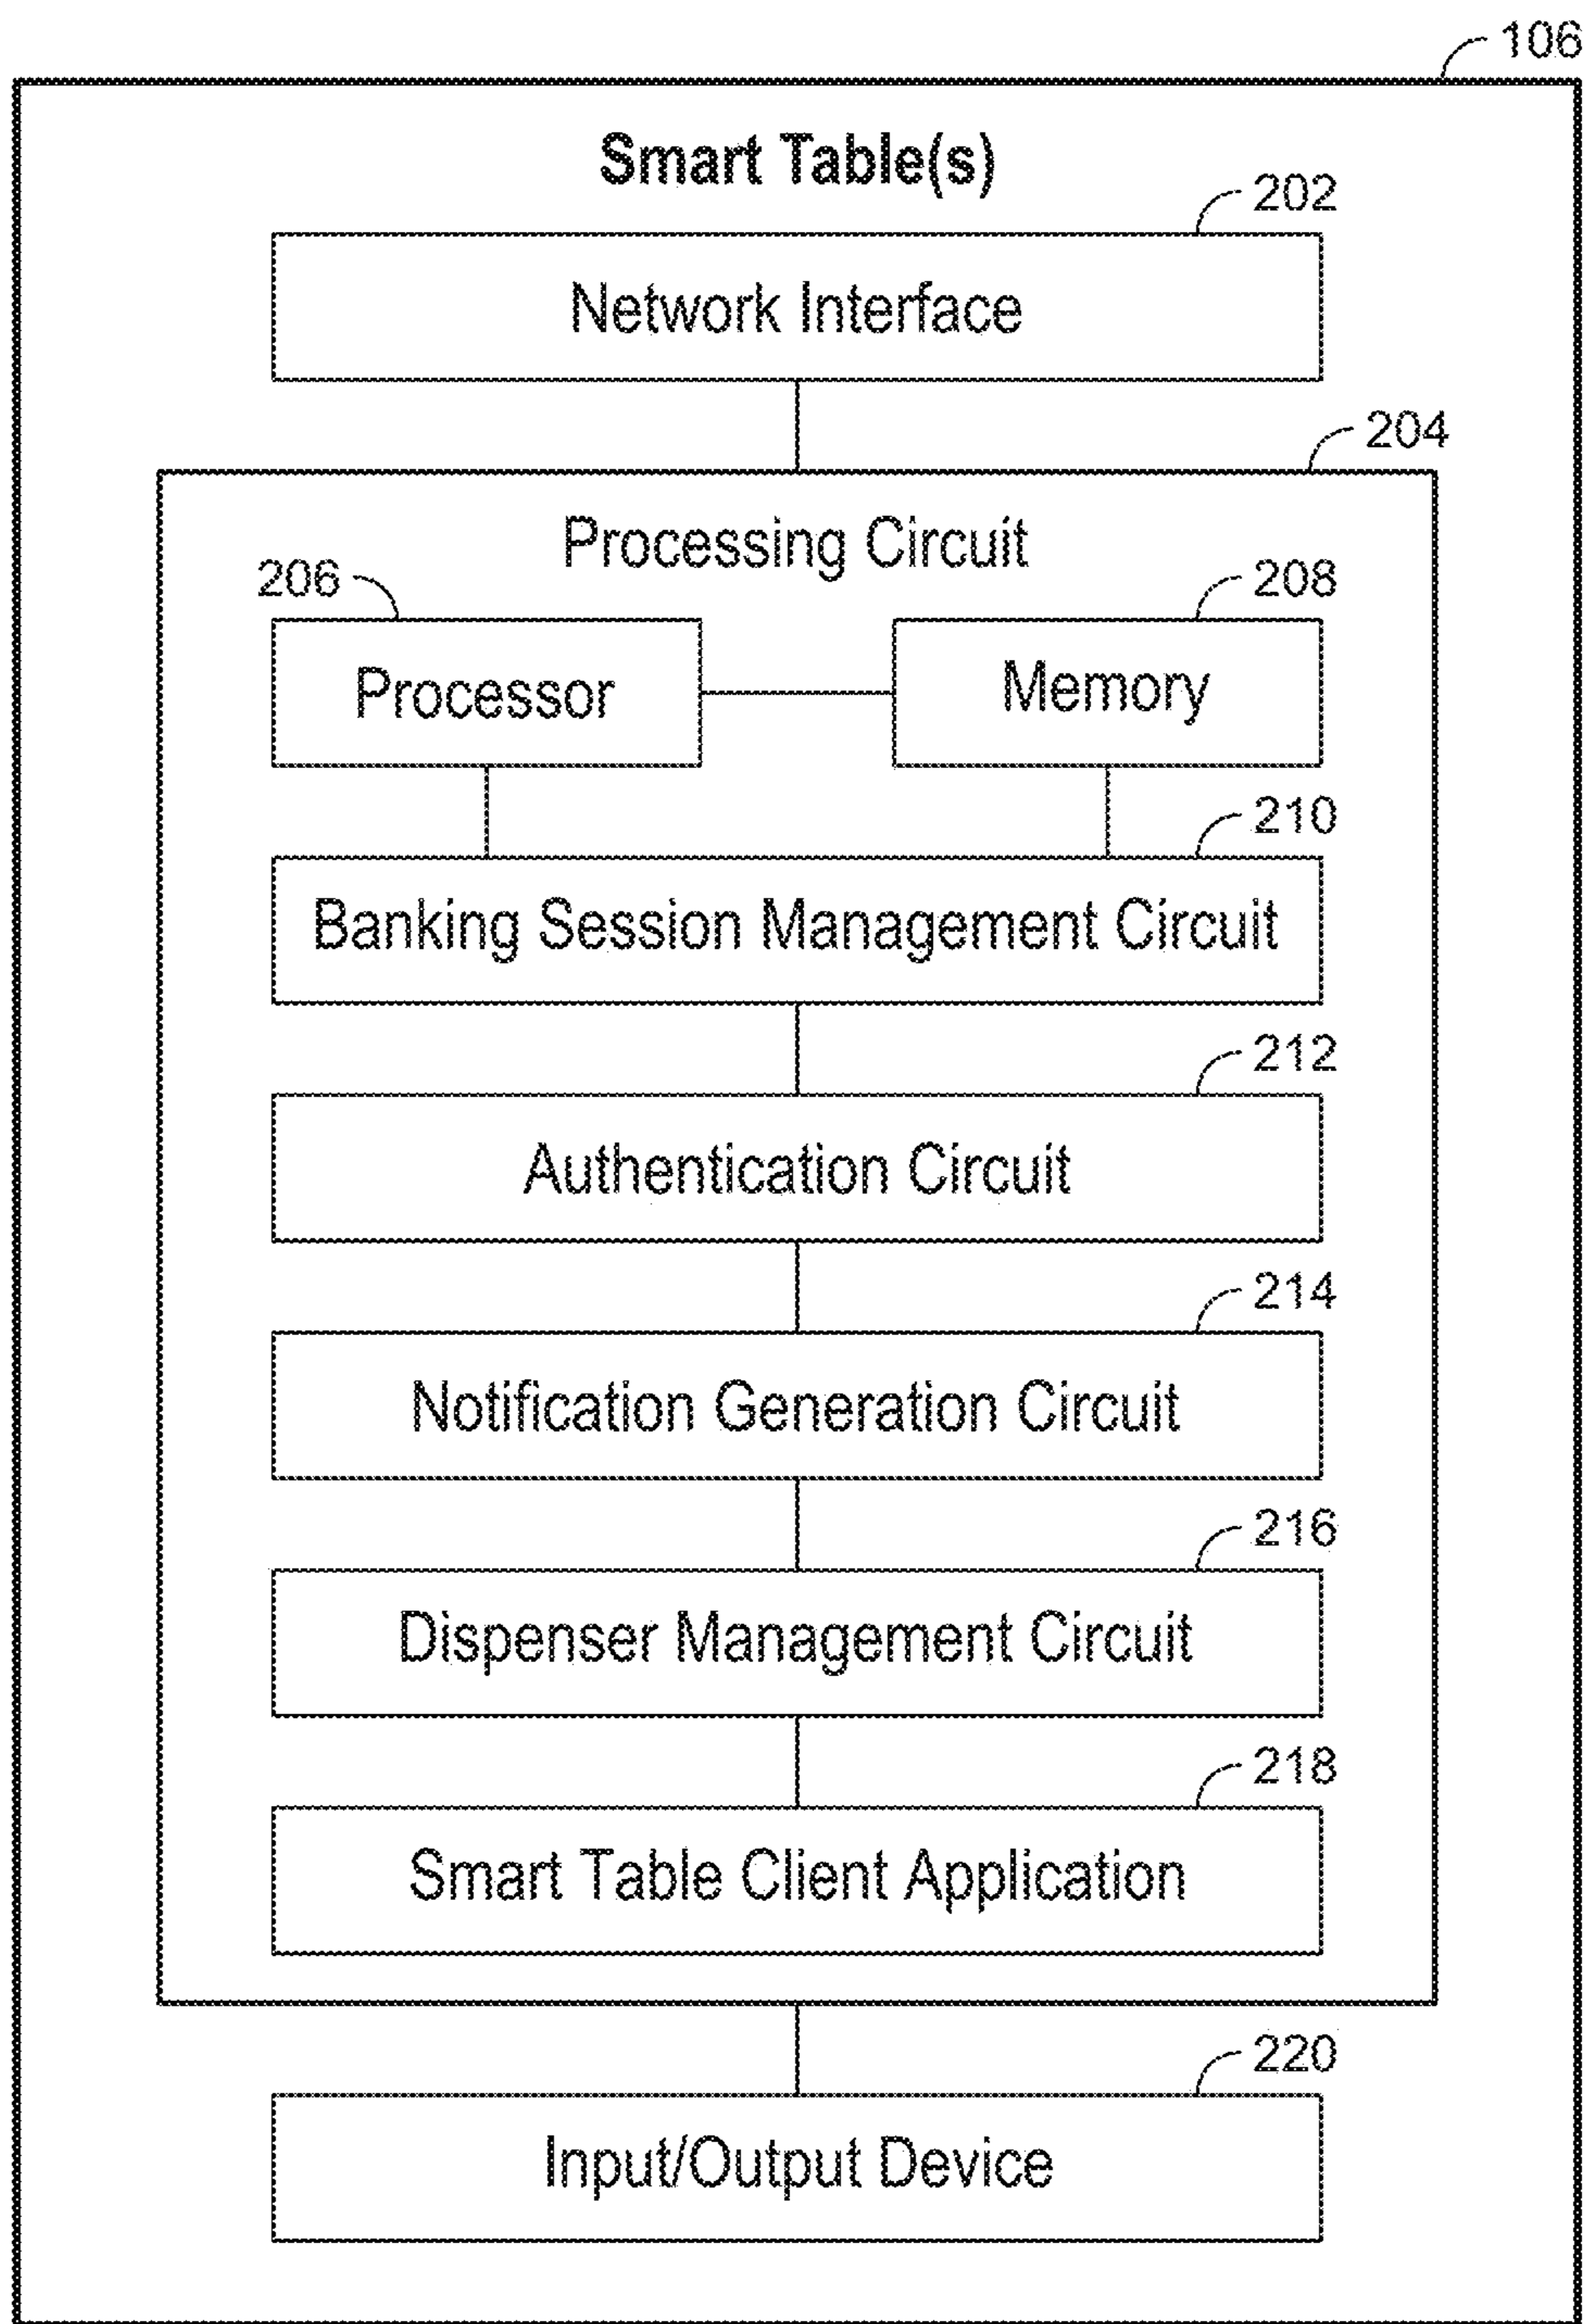 106
Smart Table(s)
202
Network Interface
204
Processing Circuit
206
208
Processor
Memory
210
Banking Session Management Circuit
212
Authentication Circuit
214
Notification Generation Circuit
216
Dispenser Management Circuit
218
Smart Table Client Application
220
Input/Output Device